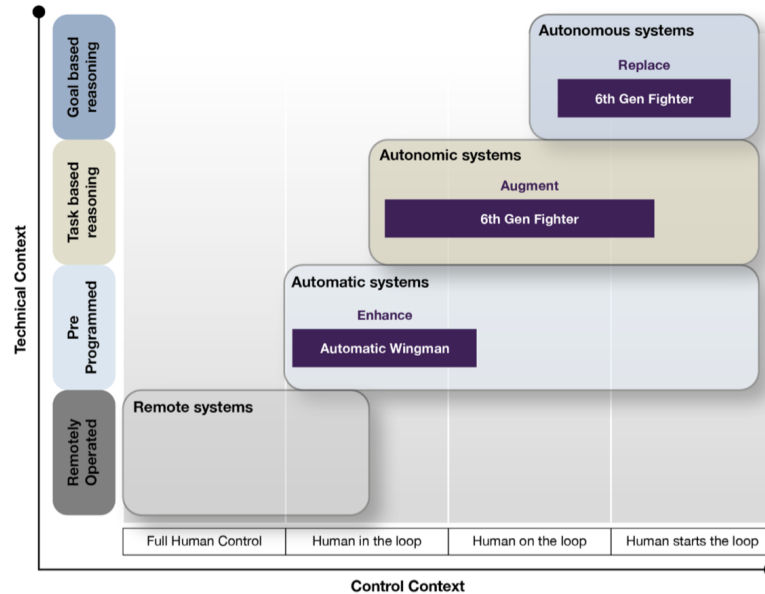 Technical Context
Goal based
reasoning
Autonomous systems
Replace
6th Gen Fighter
Task based
reasoning
Autonomic systems
Augment
6th Gen Fighter
Pre
Programmed
Automatic systems
Enhance
Automatic Wingman
Remotely
Operated
Remote systems
Full Human Control
Human in the loop
Human on the loop
Human starts the loop
Control Context